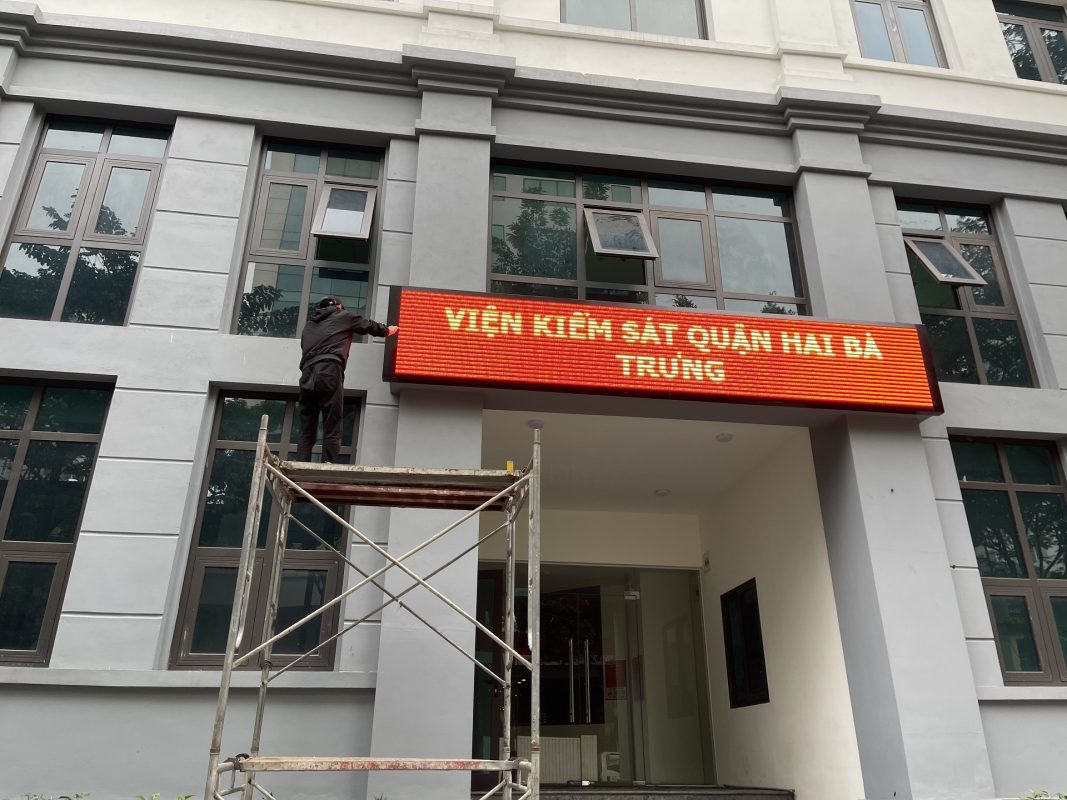 VIỆN KIỂM SÁT QUẬN HAI BÀ
TRƯNG